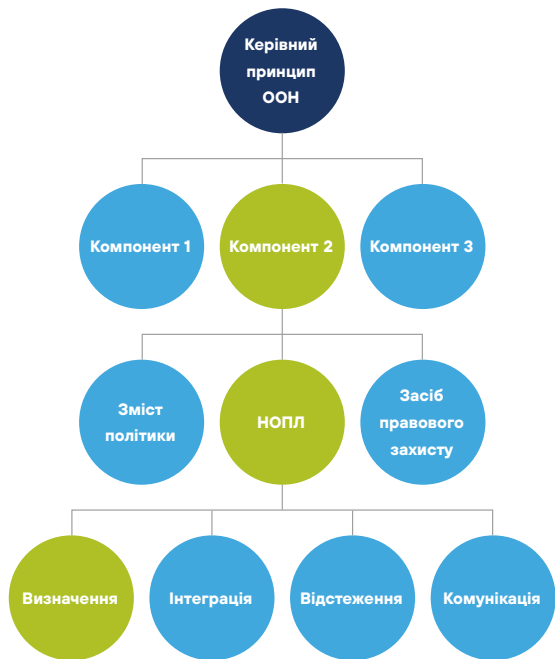 Керівний
принцип
ООН
Компонент 1
Компонент 2
Компонент 3
Зміст
політики
НОПЛ
Засіб
правового
захисту
Визначення
Інтеграція
Відстеження
Комунікація